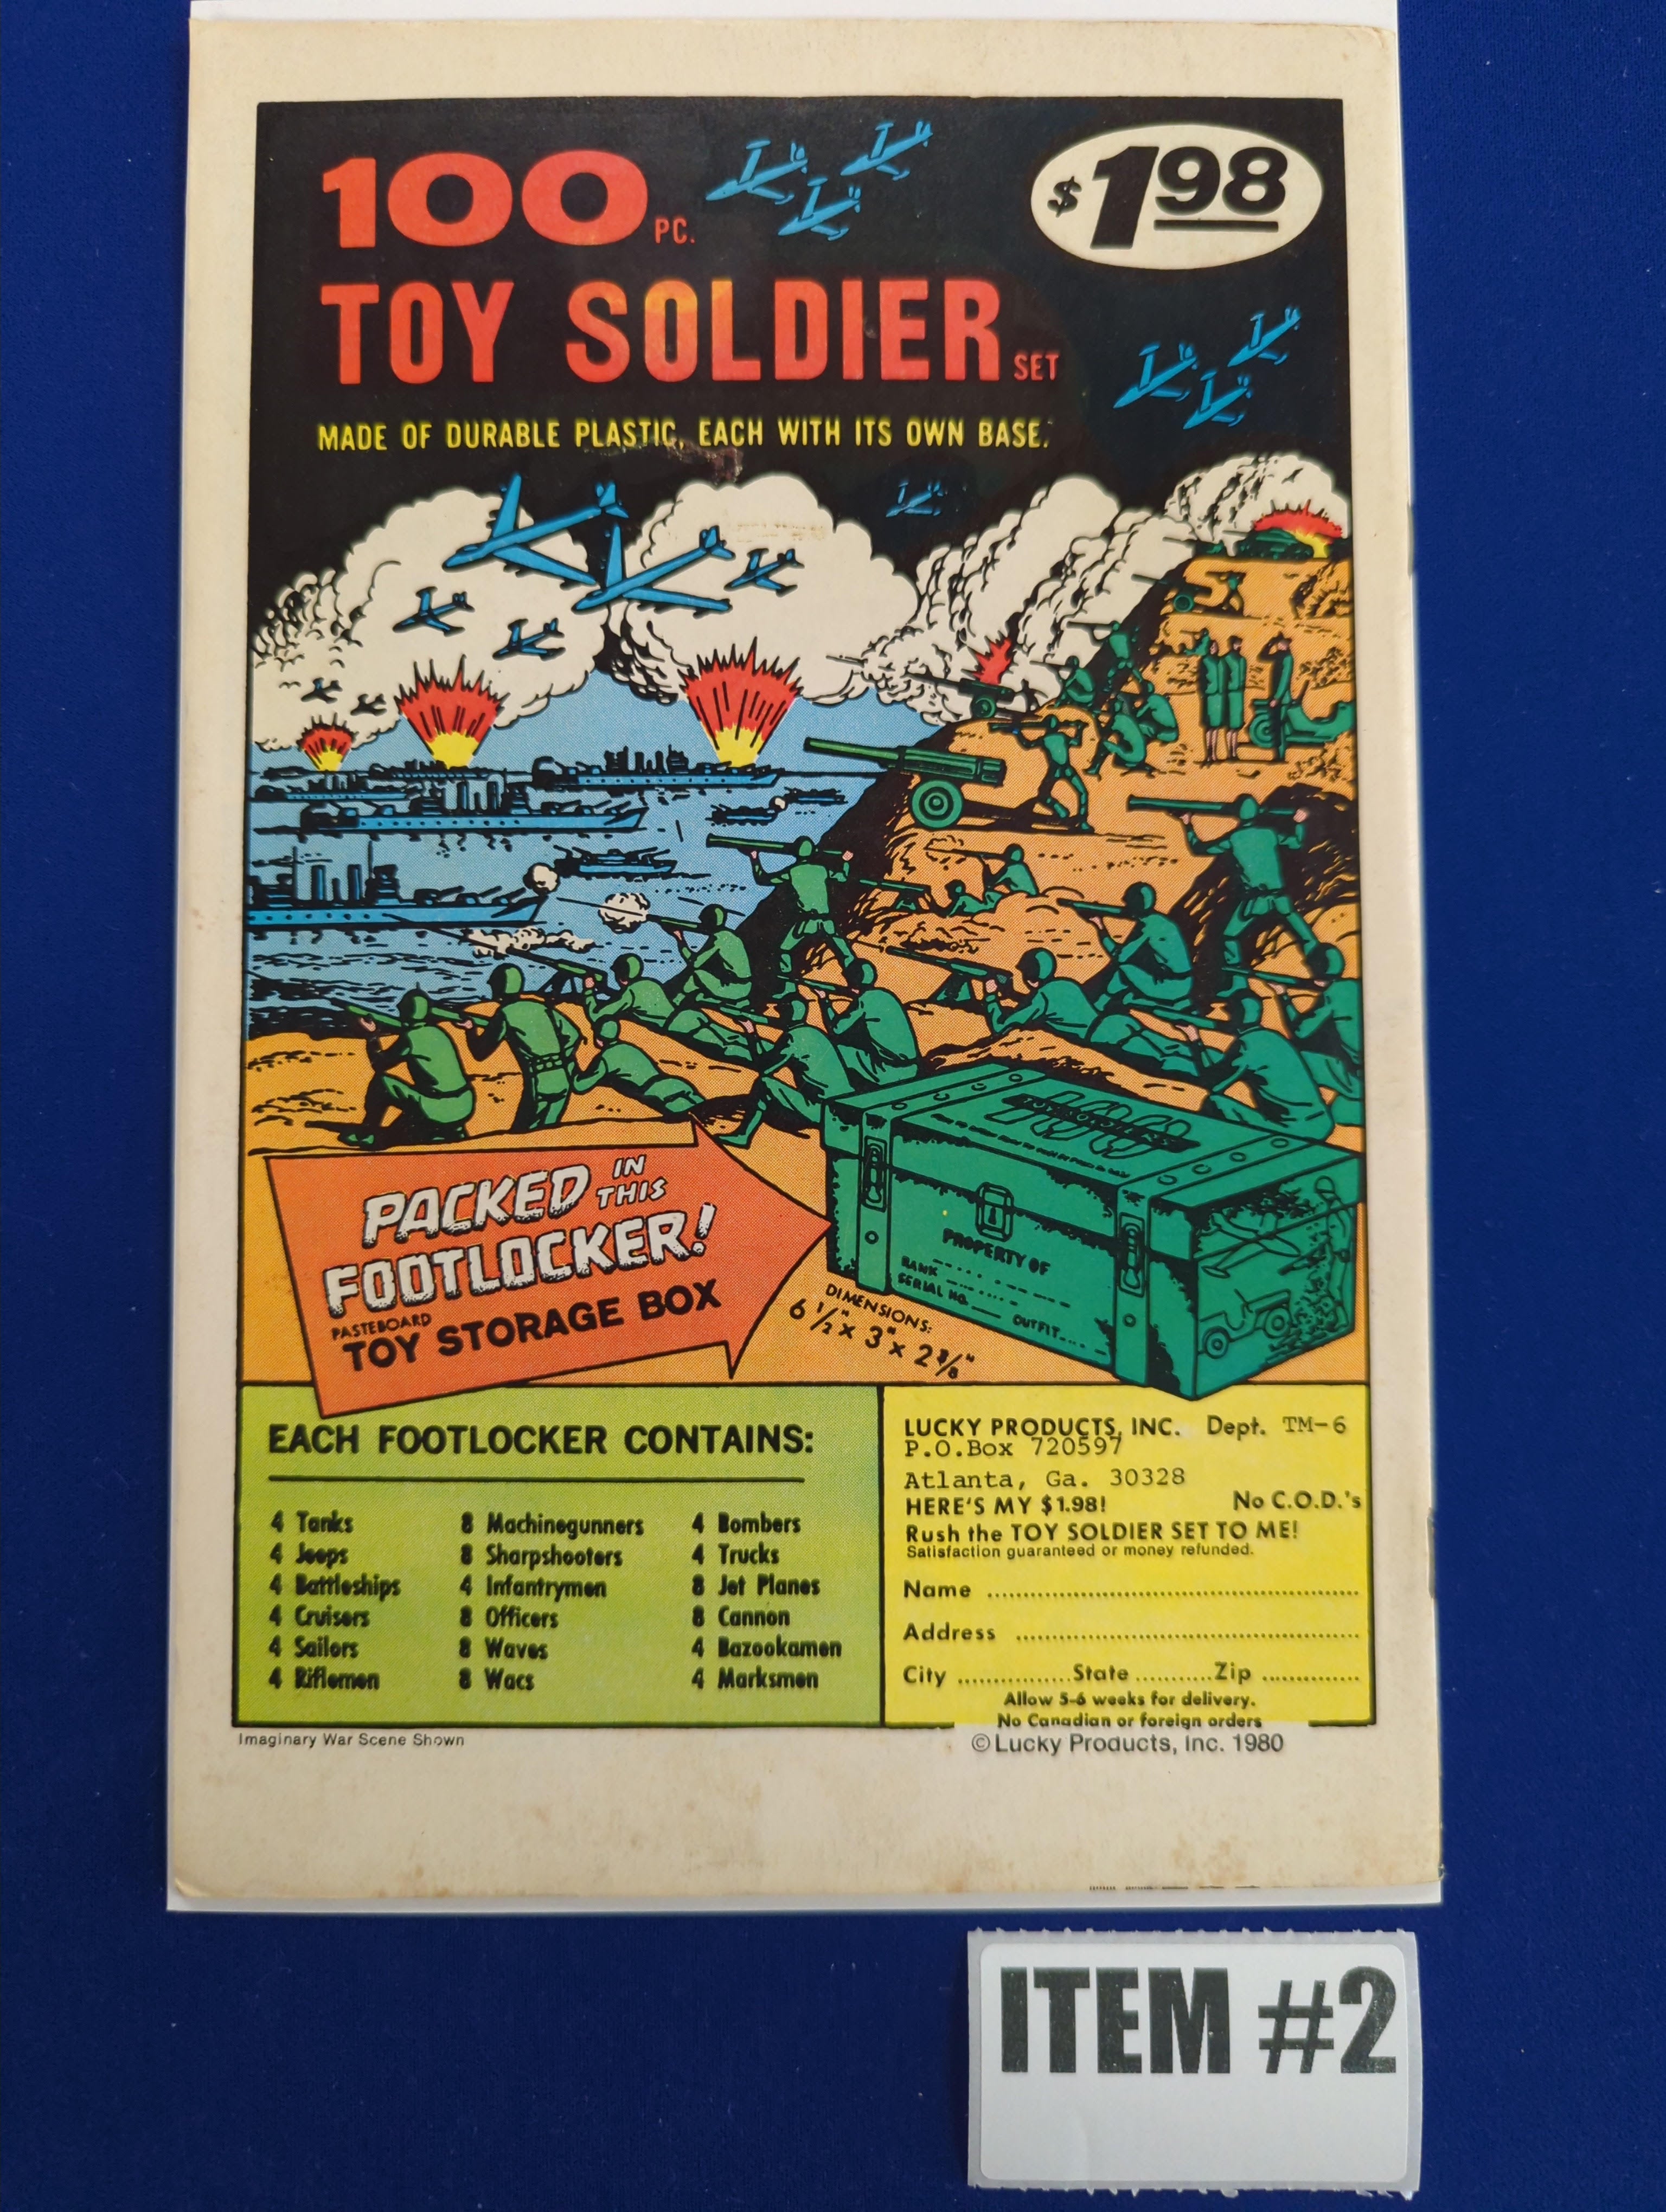 100 PC.
$1 98
TOY SOLDIER SET
MADE OF DURABLE PLASTIC, EACH WITH ITS OWN BASE.
PACKED IN THIS
FOOTLOCKER!
PASTEBOARD
TOY STORAGE BOX
100
TOY SOLDIERS
PROPERTY OF
RANK
SERIAL NO.
OUTFIT
DIMENSIONS:
6 1/2" x 3" x 2 3/8"
EACH FOOTLOCKER CONTAINS:
4 Tanks
4 Jeeps
4 Battleships
4 Cruisers
4 Sailors
4 Riflemen
8 Machinegunners
8 Sharpshooters
4 Infantrymen
8 Officers
8 Waves
8 Wacs
4 Bombers
4 Trucks
8 Jet Planes
8 Cannon
4 Bazookamen
4 Marksmen
LUCKY PRODUCTS, INC. Dept. TM-6
P.O.Box 720597
Atlanta, Ga. 30328
HERE'S MY $1.98! No C.O.D.'s
Rush the TOY SOLDIER SET TO ME!
Satisfaction guaranteed or money refunded.
Name
Address
City State Zip
Allow 5-6 weeks for delivery.
No Canadian or foreign orders
Imaginary War Scene Shown
© Lucky Products, Inc. 1980
ITEM #2